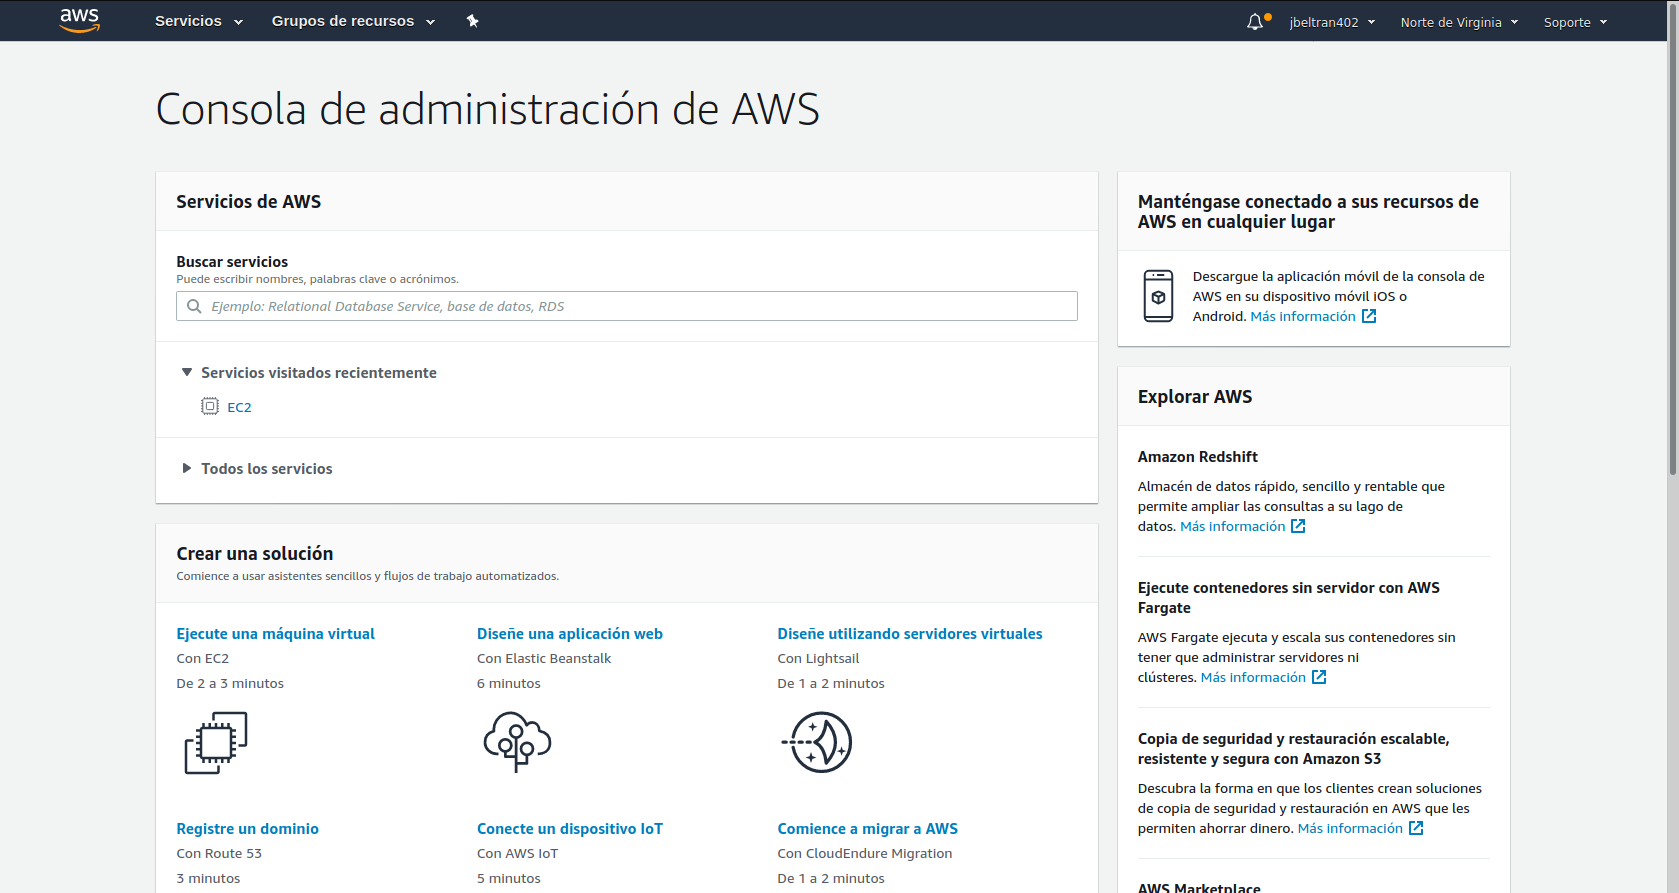 aws
Servicios
Grupos de recursos
jbeltran402
Norte de Virginia
Soporte
Consola de administración de AWS
Servicios de AWS
Buscar servicios
Puede escribir nombres, palabras clave o acrónimos.
Ejemplo: Relational Database Service, base de datos, RDS
Servicios visitados recientemente
EC2
Todos los servicios
Crear una solución
Comience a usar asistentes sencillos y flujos de trabajo automatizados.
Ejecute una máquina virtual
Con EC2
De 2 a 3 minutos
Diseñe una aplicación web
Con Elastic Beanstalk
6 minutos
Diseñe utilizando servidores virtuales
Con Lightsail
De 1 a 2 minutos
Registre un dominio
Con Route 53
3 minutos
Conecte un dispositivo IoT
Con AWS IoT
5 minutos
Comience a migrar a AWS
Con CloudEndure Migration
De 1 a 2 minutos
Manténgase conectado a sus recursos de
AWS en cualquier lugar
Descargue la aplicación móvil de la consola de
AWS en su dispositivo móvil iOS o
Android. Más información
Explorar AWS
Amazon Redshift
Almacén de datos rápido, sencillo y rentable que
permite ampliar las consultas a su lago de
datos. Más información
Ejecute contenedores sin servidor con AWS
Fargate
AWS Fargate ejecuta y escala sus contenedores sin
tener que administrar servidores ni
clústeres. Más información
Copia de seguridad y restauración escalable,
resistente y segura con Amazon S3
Descubra la forma en que los clientes crean soluciones
de copia de seguridad y restauración en AWS que les
permiten ahorrar dinero. Más información
AWS Marketplace